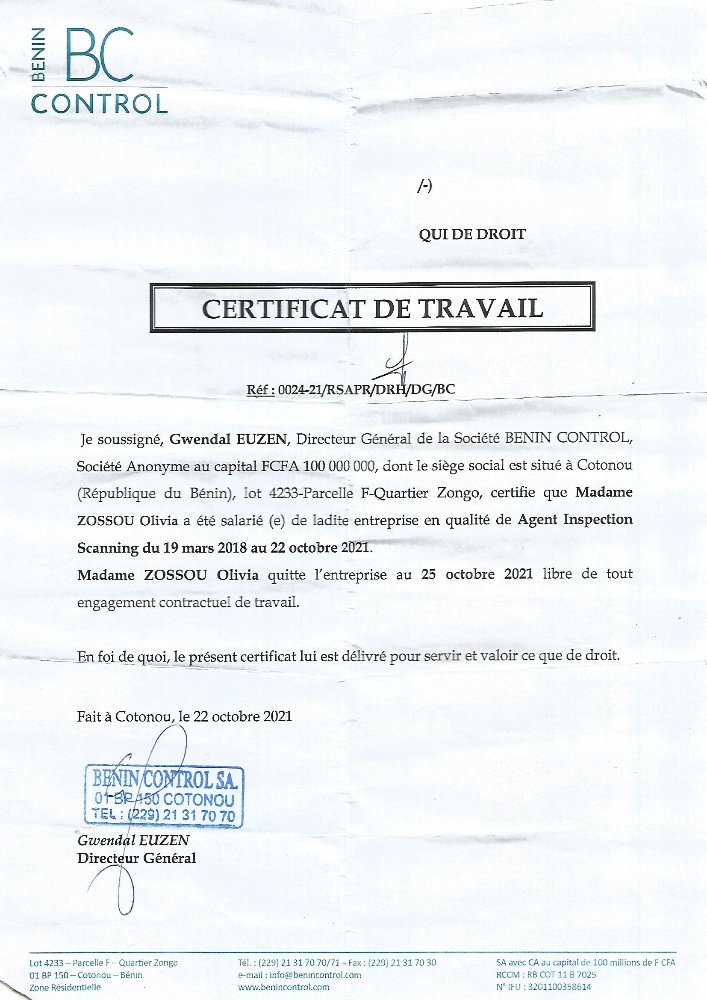 BENIN
BC
CONTROL
/-)
QUI DE DROIT
CERTIFICAT DE TRAVAIL
Réf : 0024-21/RSAPR/DRH/DG/BC
Je soussigné, Gwendal EUZEN, Directeur Général de la Société BENIN CONTROL,
Société Anonyme au capital FCFA 100 000 000, dont le siège social est situé à Cotonou
(République du Bénin), lot 4233-Parcelle F-Quartier Zongo, certifie que Madame
ZOSSOU Olivia a été salarié (e) de ladite entreprise en qualité de Agent Inspection
Scanning du 19 mars 2018 au 22 octobre 2021.
Madame ZOSSOU Olivia quitte l'entreprise au 25 octobre 2021 libre de tout
engagement contractuel de travail.
En foi de quoi, le présent certificat lui est délivré pour servir et valoir ce que de droit.
Fait à Cotonou, le 22 octobre 2021
BENIN CONTROL SA.
01 BP 150 COTONOU
TEL : (229) 21 31 70 70
Gwendal EUZEN
Directeur Général
Lot 4233 – Parcelle F – Quartier Zongo
01 BP 150 – Cotonou – Bénin
Zone Résidentielle
Tél. : (229) 21 31 70 70/71 – Fax : (229) 21 31 70 30
e-mail : info@benincontrol.com
www.benincontrol.com
SA avec CA au capital de 100 millions de F CFA
RCCM : RB COT 11 B 7025
N° IFU : 3201100358614